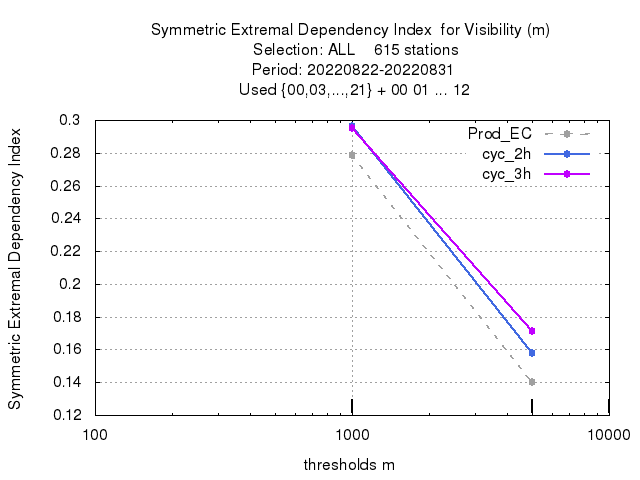 Symmetric Extremal Dependency Index  for Visibility (m)
Selection: ALL    615 stations
Period: 20220822-20220831
Used {00,03,...,21} + 00 01 ... 12
Symmetric Extremal Dependency Index
0.3
0.28
0.26
0.24
0.22
0.2
0.18
0.16
0.14
0.12
Prod_EC
cyc_2h
cyc_3h
100
1000
10000
thresholds m